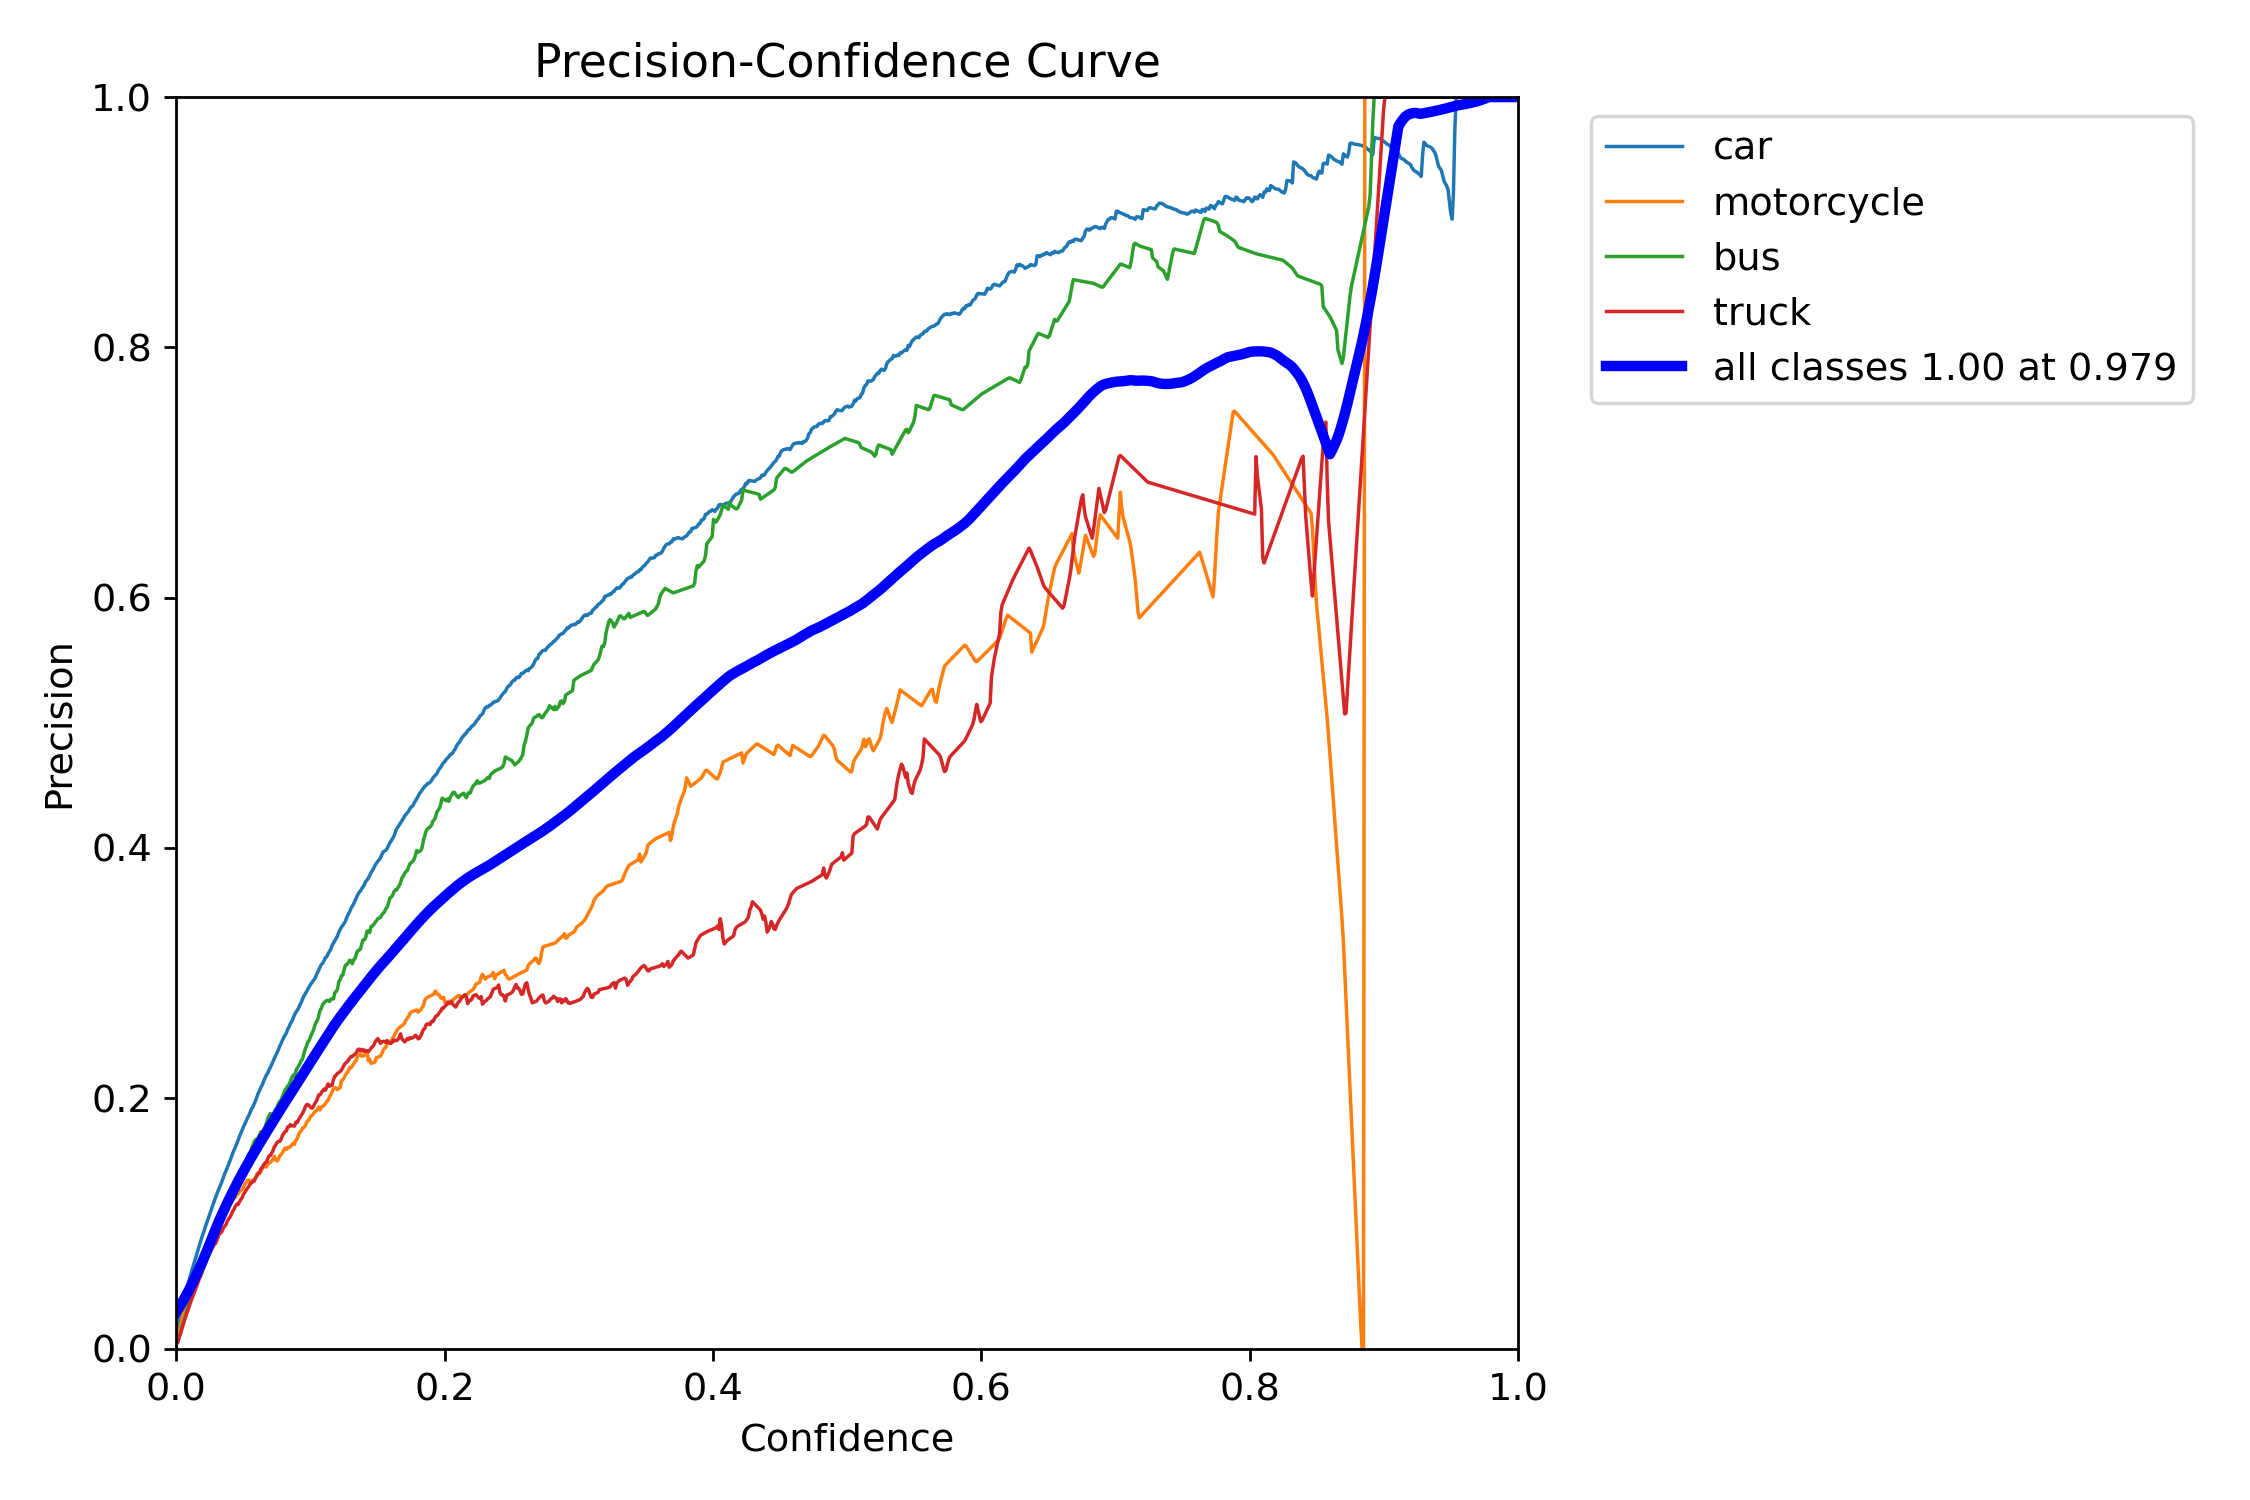 Precision-Confidence Curve
1.0
0.8
0.6
0.4
0.2
0.0
Precision
0.0 0.2 0.4 0.6 0.8 1.0
Confidence
car
motorcycle
bus
truck
all classes 1.00 at 0.979